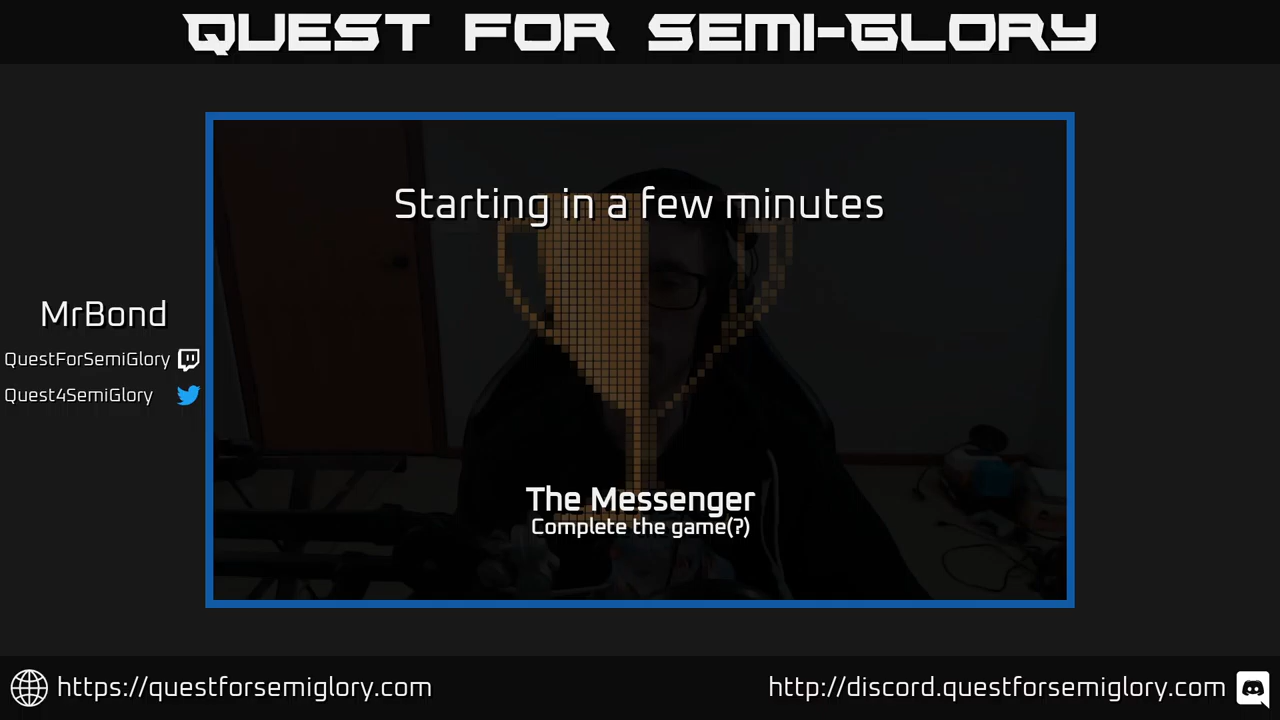 QUEST FOR SEMI-GLORY
Starting in a few minutes
MrBond
QuestForSemiGlory
Quest4SemiGlory
The Messenger
Complete the game(?)
https://questforsemiglory.com
http://discord.questforsemiglory.com